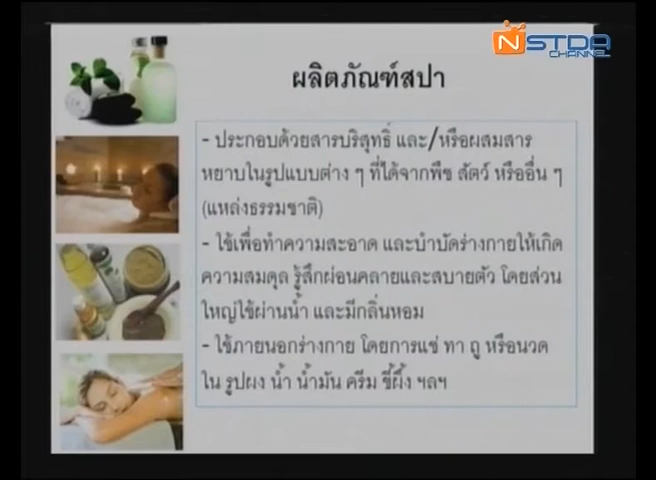 NSTDA
CHANNEL
ผลิตภัณฑ์สปา
- ประกอบด้วยสารบริสุทธิ์ และ/หรือผสมสาร
หยาบในรูปแบบต่าง ๆ ที่ได้จากพืช สัตว์ หรืออื่น ๆ
(แหล่งธรรมชาติ)
- ใช้เพื่อทำความสะอาด และบำบัดร่างกายให้เกิด
ความสมดุล รู้สึกผ่อนคลายและสบายตัว โดยส่วน
ใหญ่ใช้ผ่านน้ำ และมีกลิ่นหอม
- ใช้ภายนอกร่างกาย โดยการแช่ ทา ถู หรือนวด
ใน รูปผง น้ำ น้ำมัน ครีม ขี้ผึ้ง ฯลฯ